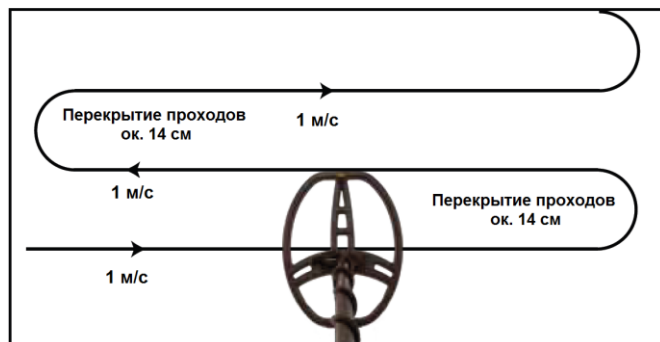 1 м/с
Перекрытие проходов
ок. 14 см
1 м/с
Перекрытие проходов
ок. 14 см
1 м/с